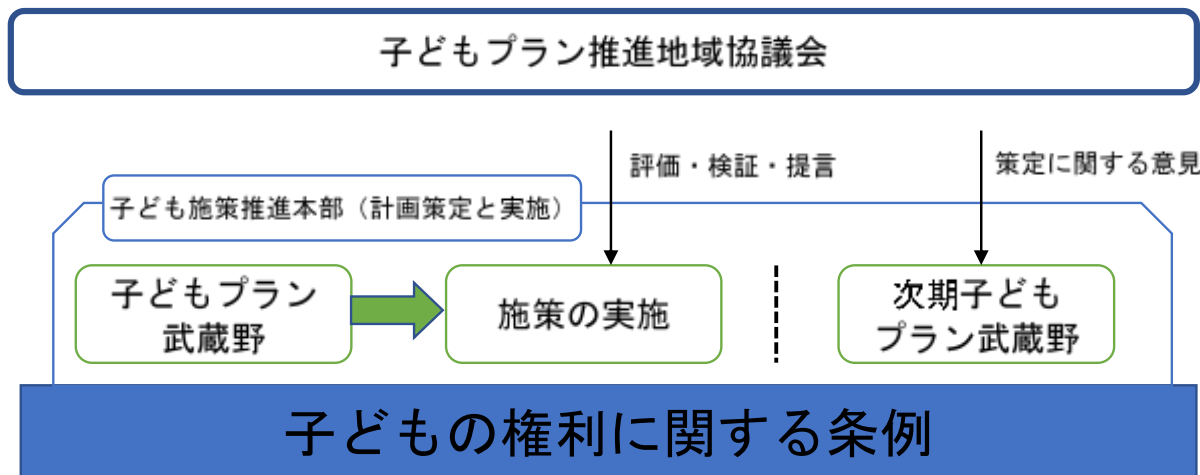 子どもプラン推進地域協議会
評価・検証・提言
策定に関する意見
子ども施策推進本部（計画策定と実施）
子どもプラン
武蔵野
施策の実施
次期子ども
プラン武蔵野
子どもの権利に関する条例